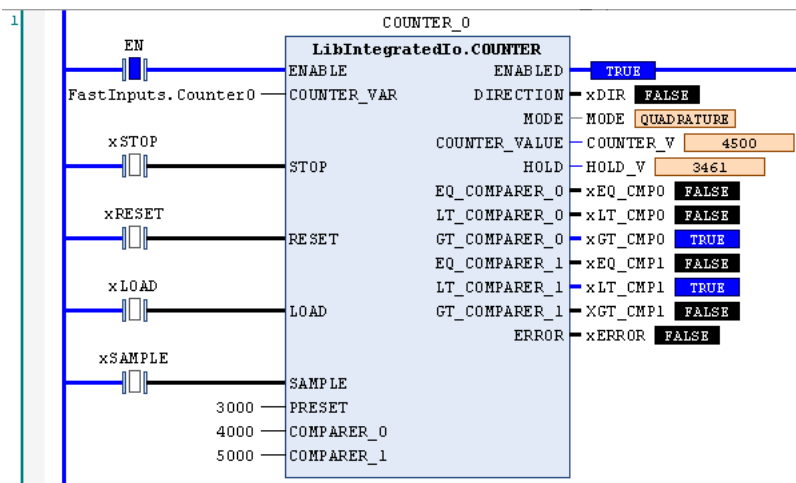 1
COUNTER_0
EN
LibIntegratedIo.COUNTER
ENABLE ENABLED TRUE
FastInputs.Counter0 COUNTER_VAR DIRECTION xDIR FALSE
MODE MODE QUADRATURE
xSTOP COUNTER_VALUE COUNTER_V 4500
STOP HOLD HOLD_V 3461
EQ_COMPARER_0 xEQ_CMP0 FALSE
xRESET LT_COMPARER_0 xLT_CMP0 FALSE
RESET GT_COMPARER_0 xGT_CMP0 TRUE
EQ_COMPARER_1 xEQ_CMP1 FALSE
xLOAD LT_COMPARER_1 xLT_CMP1 TRUE
LOAD GT_COMPARER_1 XGT_CMP1 FALSE
ERROR xERROR FALSE
xSAMPLE
SAMPLE
3000 PRESET
4000 COMPARER_0
5000 COMPARER_1